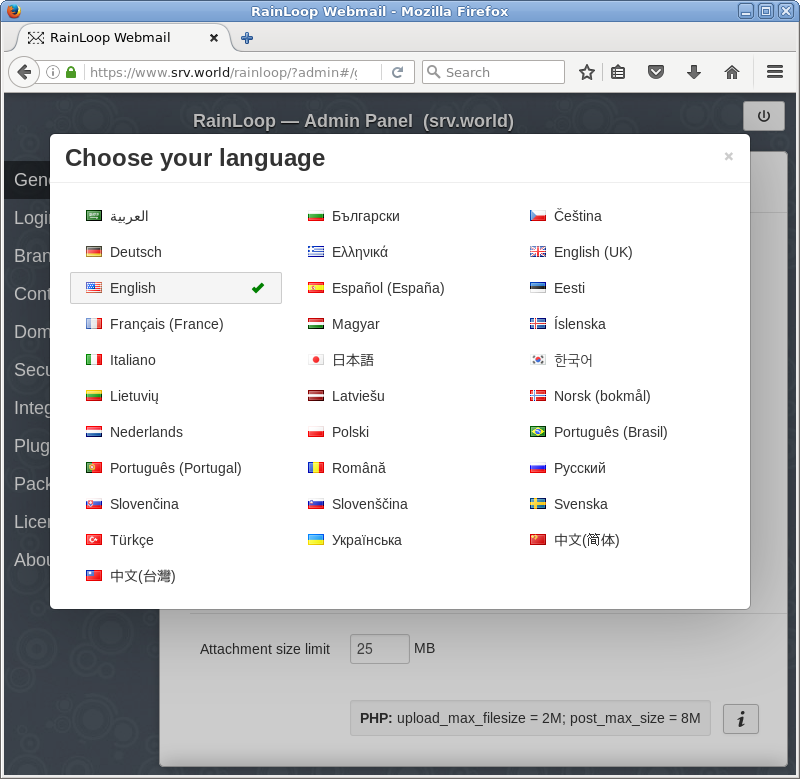 RainLoop Webmail - Mozilla Firefox
RainLoop Webmail
https://www.srv.world/rainloop/?admin#/
Search
RainLoop — Admin Panel (srv.world)
Choose your language
العربية Български Čeština
Deutsch Ελληνικά English (UK)
English Español (España) Eesti
Français (France) Magyar Íslenska
Italiano 日本語 한국어
Lietuvių Latviešu Norsk (bokmål)
Nederlands Polski Português (Brasil)
Português (Portugal) Română Русский
Slovenčina Slovenščina Svenska
Türkçe Українська 中文(简体)
中文(台灣)
Gene
Login
Bran
Cont
Dom
Secu
Integ
Plug
Pack
Licen
Abou
Attachment size limit 25 MB
PHP: upload_max_filesize = 2M; post_max_size = 8M